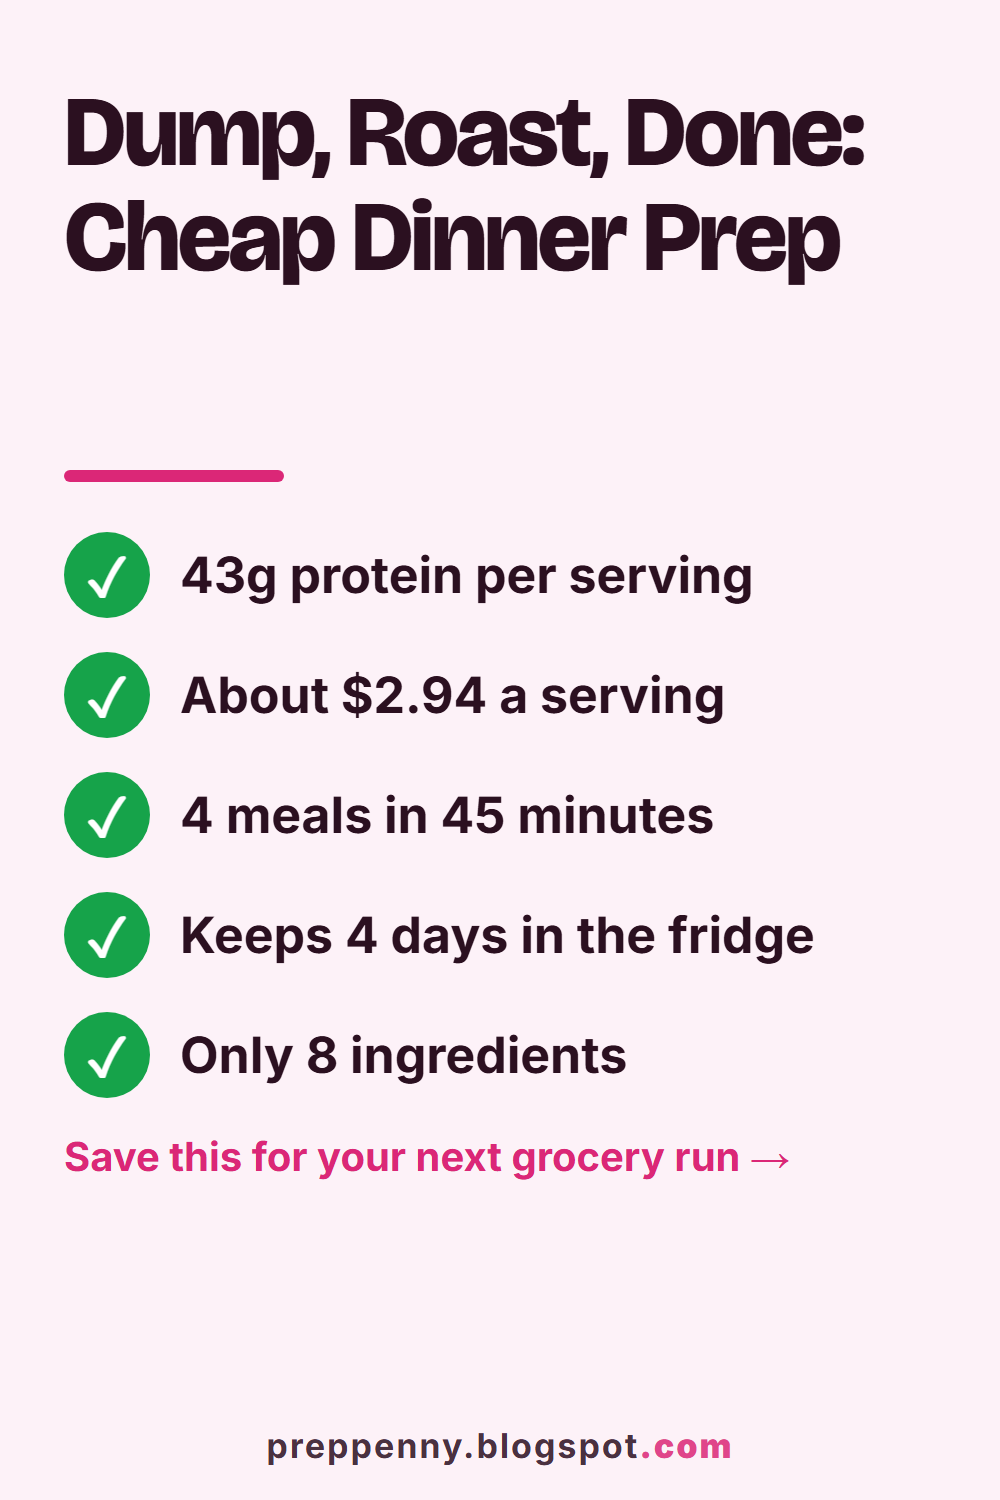 Dump, Roast, Done:
Cheap Dinner Prep
✓ 43g protein per serving
✓ About $2.94 a serving
✓ 4 meals in 45 minutes
✓ Keeps 4 days in the fridge
✓ Only 8 ingredients
Save this for your next grocery run →
preppenny.blogspot.com